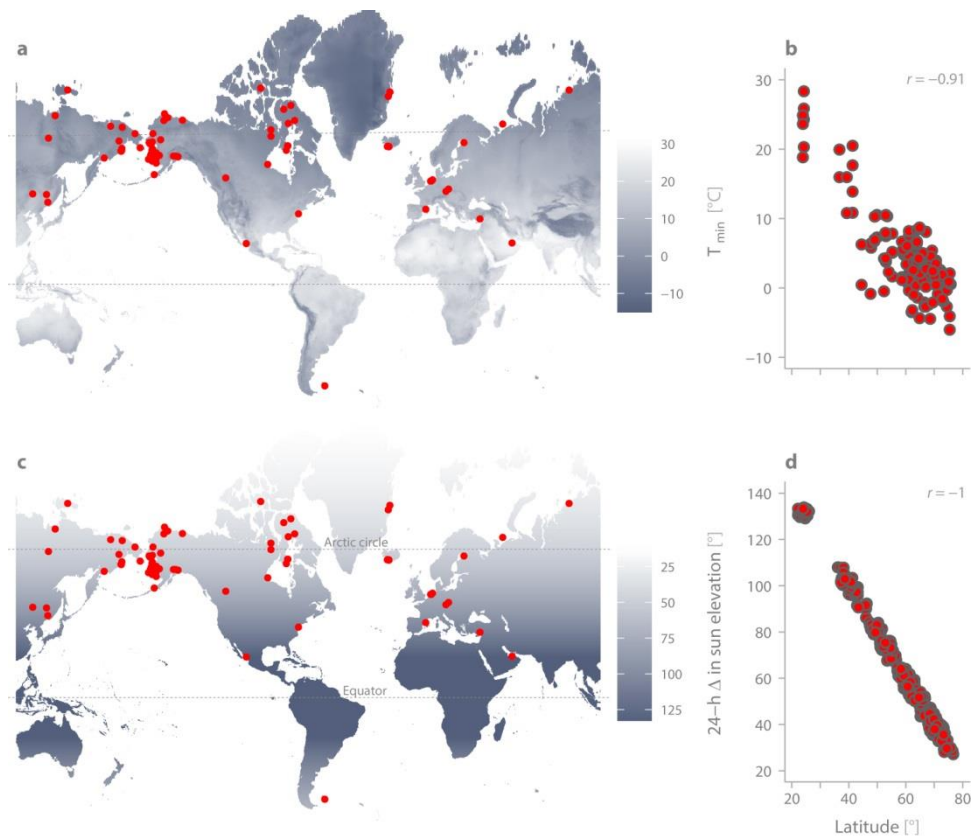 a
b
r = −0.91
30
20
10
0
−10
T min [°C]
30
20
10
0
−10
c
d
r = −1
Arctic circle
Equator
25
50
75
100
125
24-h Δ in sun elevation [°]
140
120
100
80
60
40
20
20 40 60 80
Latitude [°]